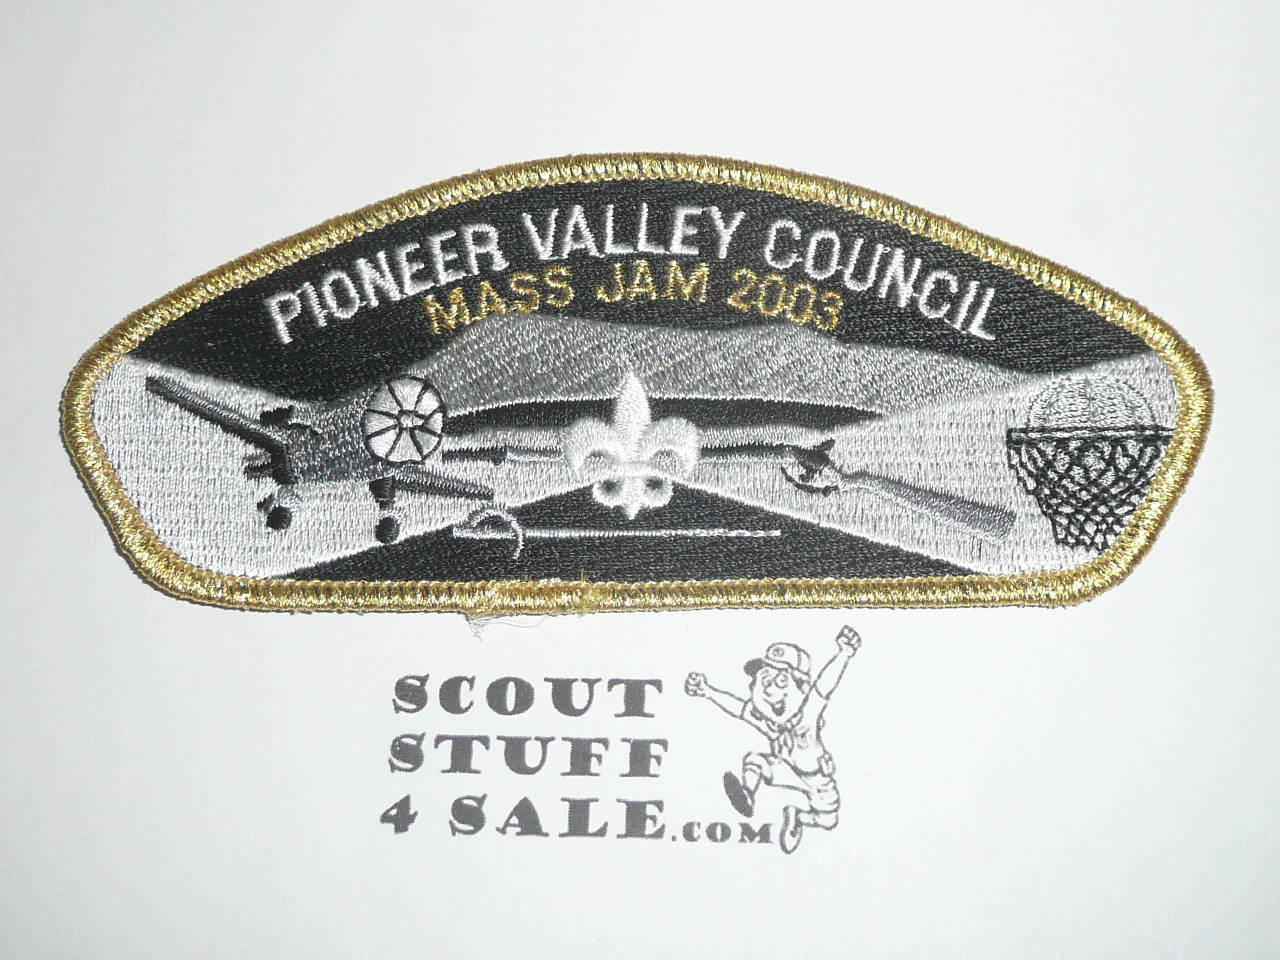 PIONEER VALLEY COUNCIL
MASS JAM 2003
SCOUT
STUFF
4 SALE.COM